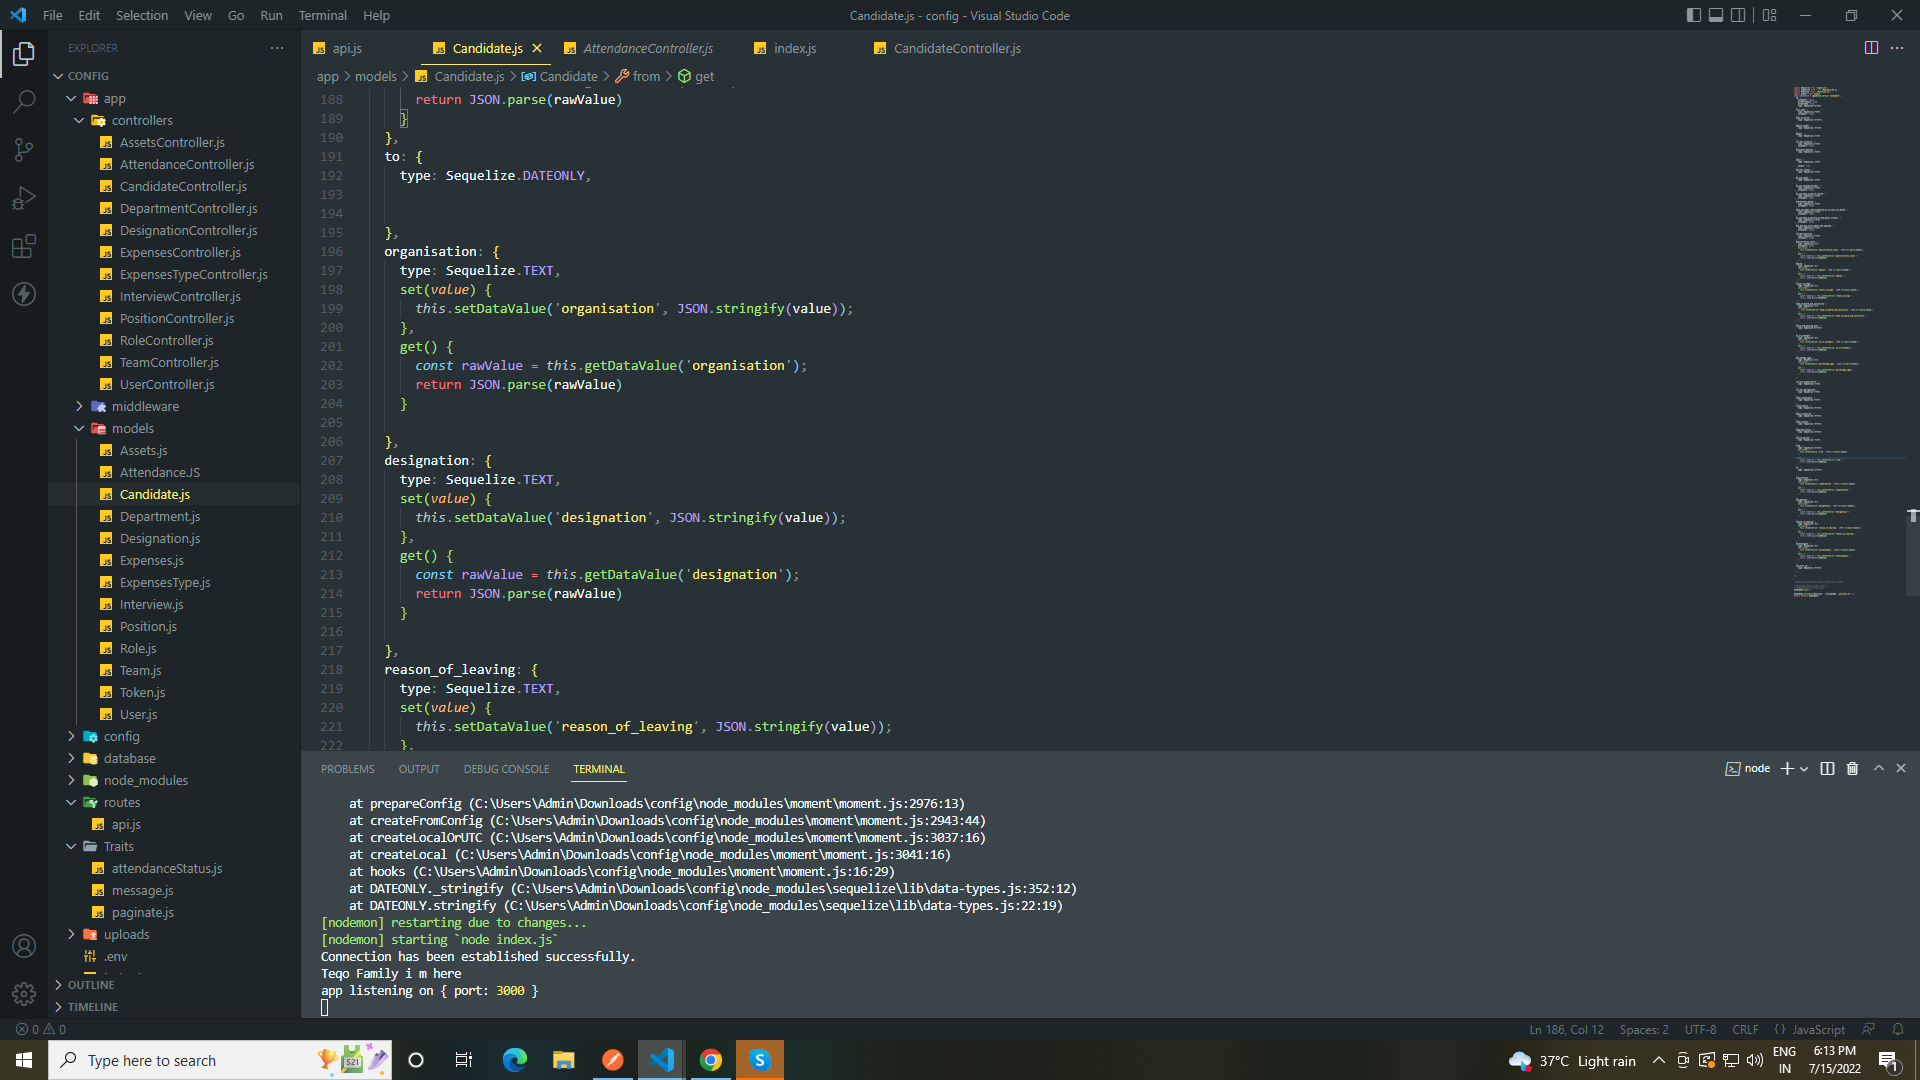 File Edit Selection View Go Run Terminal Help
Candidate.js - config - Visual Studio Code
EXPLORER
CONFIG
app
controllers
AssetsController.js
AttendanceController.js
CandidateController.js
DepartmentController.js
DesignationController.js
ExpensesController.js
ExpensesTypeController.js
InterviewController.js
PositionController.js
RoleController.js
TeamController.js
UserController.js
middleware
models
Assets.js
Attendance.JS
Candidate.js
Department.js
Designation.js
Expenses.js
ExpensesType.js
Interview.js
Position.js
Role.js
Team.js
Token.js
User.js
config
database
node_modules
routes
api.js
Traits
attendanceStatus.js
message.js
paginate.js
uploads
.env
OUTLINE
TIMELINE
api.js Candidate.js AttendanceController.js index.js CandidateController.js
app > models > Candidate.js > Candidate > from > get
188 return JSON.parse(rawValue)
189 }
190 },
191 to: {
192 type: Sequelize.DATEONLY,
193
194
195 },
196 organisation: {
197 type: Sequelize.TEXT,
198 set(value) {
199 this.setDataValue('organisation', JSON.stringify(value));
200 },
201 get() {
202 const rawValue = this.getDataValue('organisation');
203 return JSON.parse(rawValue)
204 }
205
206 },
207 designation: {
208 type: Sequelize.TEXT,
209 set(value) {
210 this.setDataValue('designation', JSON.stringify(value));
211 },
212 get() {
213 const rawValue = this.getDataValue('designation');
214 return JSON.parse(rawValue)
215 }
216
217 },
218 reason_of_leaving: {
219 type: Sequelize.TEXT,
220 set(value) {
221 this.setDataValue('reason_of_leaving', JSON.stringify(value));
222 },
PROBLEMS OUTPUT DEBUG CONSOLE TERMINAL
node
at prepareConfig (C:\Users\Admin\Downloads\config\node_modules\moment\moment.js:2976:13)
at createFromConfig (C:\Users\Admin\Downloads\config\node_modules\moment\moment.js:2943:44)
at createLocalOrUTC (C:\Users\Admin\Downloads\config\node_modules\moment\moment.js:3037:16)
at createLocal (C:\Users\Admin\Downloads\config\node_modules\moment\moment.js:3041:16)
at hooks (C:\Users\Admin\Downloads\config\node_modules\moment\moment.js:16:29)
at DATEONLY._stringify (C:\Users\Admin\Downloads\config\node_modules\sequelize\lib\data-types.js:352:12)
at DATEONLY.stringify (C:\Users\Admin\Downloads\config\node_modules\sequelize\lib\data-types.js:22:19)
[nodemon] restarting due to changes...
[nodemon] starting `node index.js`
Connection has been established successfully.
Teqo Family i m here
app listening on { port: 3000 }
0 0
Ln 186, Col 12 Spaces: 2 UTF-8 CRLF {} JavaScript
Type here to search
521
37°C Light rain
ENG
IN
6:13 PM
7/15/2022
1